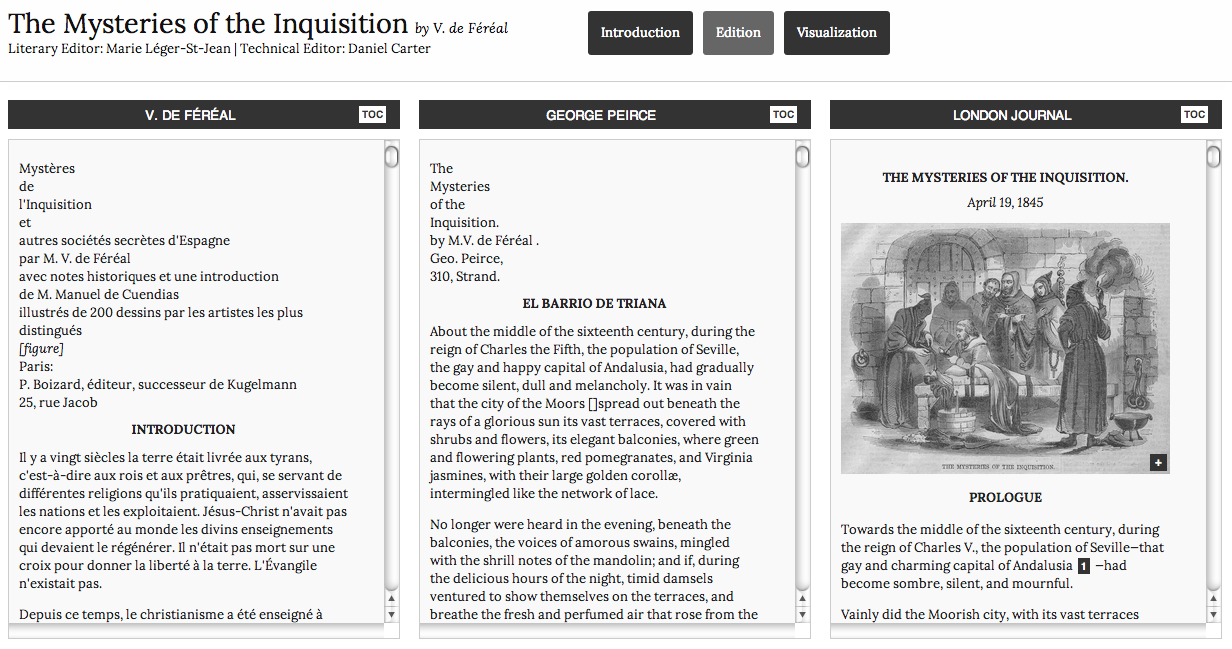 The Mysteries of the Inquisition by V. de Féréal
Literary Editor: Marie Léger-St-Jean | Technical Editor: Daniel Carter
Introduction
Edition
Visualization
V. DE FÉRÉAL
TOC
Mystères
de
l'Inquisition
et
autres sociétés secrètes d'Espagne
par M. V. de Féréal
avec notes historiques et une introduction
de M. Manuel de Cuendias
illustrés de 200 dessins par les artistes les plus
distingués
[figure]
Paris:
P. Boizard, éditeur, successeur de Kugelmann
25, rue Jacob
INTRODUCTION
Il y a vingt siècles la terre était livrée aux tyrans,
c'est-à-dire aux rois et aux prêtres, qui, se servant de
différentes religions qu'ils pratiquaient, asservissaient
les nations et les exploitaient. Jésus-Christ n'avait pas
encore apporté au monde les divins enseignements
qui devaient le régénérer. Il n'était pas mort sur une
croix pour donner la liberté à la terre. L'Évangile
n'existait pas.
Depuis ce temps, le christianisme a été enseigné à
GEORGE PEIRCE
TOC
The
Mysteries
of the
Inquisition.
by M.V. de Féréal .
Geo. Peirce,
310, Strand.
EL BARRIO DE TRIANA
About the middle of the sixteenth century, during the
reign of Charles the Fifth, the population of Seville,
the gay and happy capital of Andalusia, had gradually
become silent, dull and melancholy. It was in vain
that the city of the Moors []spread out beneath the
rays of a glorious sun its vast terraces, covered with
shrubs and flowers, its elegant balconies, where green
and flowering plants, red pomegranates, and Virginia
jasmines, with their large golden corollæ,
intermingled like the network of lace.
No longer were heard in the evening, beneath the
balconies, the voices of amorous swains, mingled
with the shrill notes of the mandolin; and if, during
the delicious hours of the night, timid damsels
ventured to show themselves on the terraces, and
breathe the fresh and perfumed air that rose from the
LONDON JOURNAL
TOC
THE MYSTERIES OF THE INQUISITION.
April 19, 1845
THE MYSTERIES OF THE INQUISITION.
+
PROLOGUE
Towards the middle of the sixteenth century, during
the reign of Charles V., the population of Seville—that
gay and charming capital of Andalusia 1 —had
become sombre, silent, and mournful.
Vainly did the Moorish city, with its vast terraces